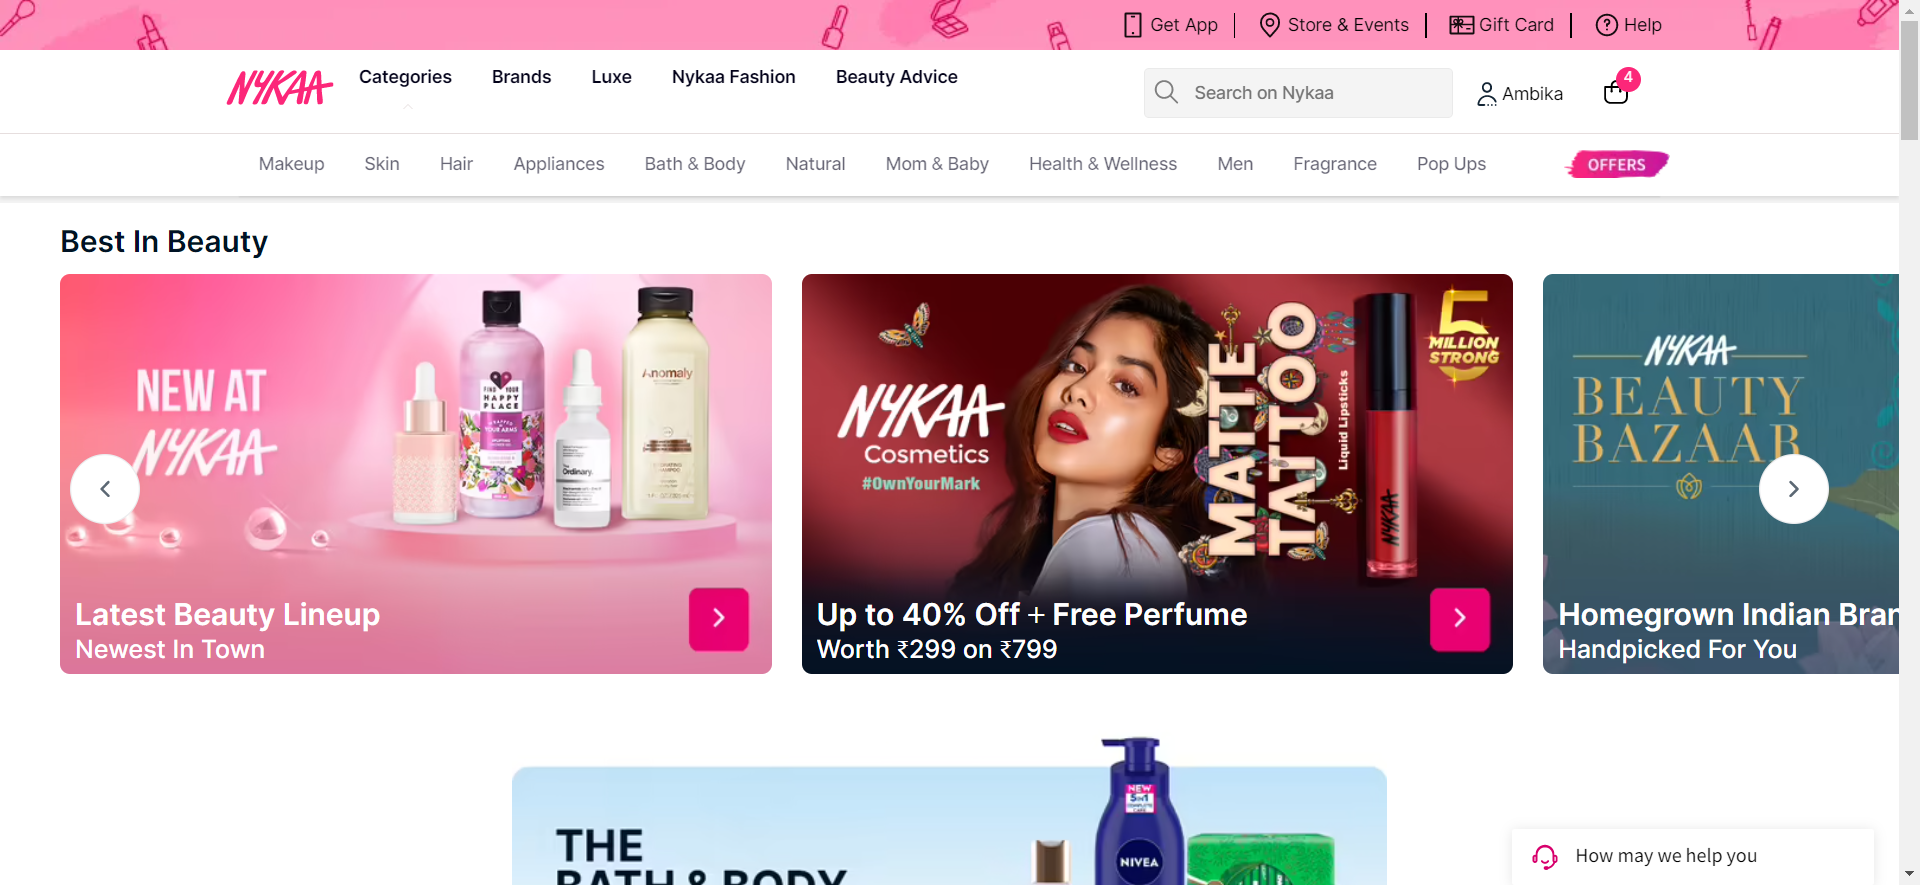 Get App
Store & Events
Gift Card
Help
NYKAA
Categories
Brands
Luxe
Nykaa Fashion
Beauty Advice
Search on Nykaa
Ambika
4
Makeup
Skin
Hair
Appliances
Bath & Body
Natural
Mom & Baby
Health & Wellness
Men
Fragrance
Pop Ups
OFFERS
Best In Beauty
NEW AT
NYKAA
FIND YOUR
HAPPY
PLACE
The
Ordinary.
Anomaly
Latest Beauty Lineup
Newest In Town
NYKAA
Cosmetics
#OwnYourMark
MATTE
TATTOO
Liquid Lipsticks
NYKAA
5
MILLION
STRONG
Up to 40% Off + Free Perfume
Worth ₹299 on ₹799
NYKAA
BEAUTY
BAZAAR
Homegrown Indian Bran
Handpicked For You
THE
BATH & BODY
NEW
5in1
COMPLETE
CARE
NIVEA
How may we help you